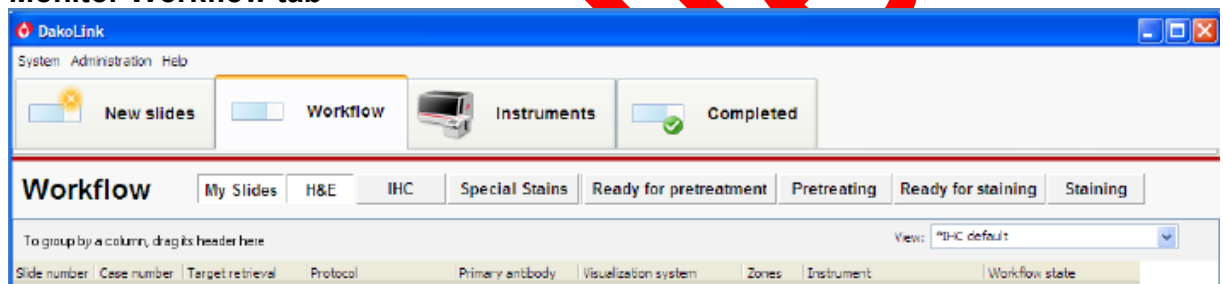 Monitor Workflow tab
DakoLink
System Administration Help
New slides Workflow Instruments Completed
Workflow My Slides H&E IHC Special Stains Ready for pretreatment Pretreating Ready for staining Staining
To group by a column, drag its header here View: *IHC default
Slide number Case number Target retrieval Protocol Primary antibody Visualization system Zones Instrument Workflow state